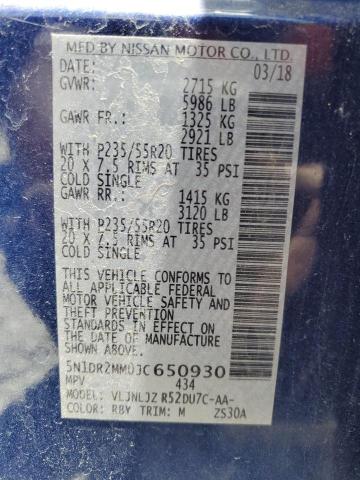 MFD BY NISSAN MOTOR CO., LTD.
DATE: 03/18
GVWR: 2715 KG
5986 LB
GAWR FR.: 1325 KG
2921 LB
WITH P235/55R20 TIRES
20 X 7.5 RIMS AT 35 PSI
COLD SINGLE
GAWR RR.: 1415 KG
3120 LB
WITH P235/55R20 TIRES
20 X 7.5 RIMS AT 35 PSI
COLD SINGLE
THIS VEHICLE CONFORMS TO
ALL APPLICABLE FEDERAL
MOTOR VEHICLE SAFETY AND
THEFT PREVENTION
STANDARDS IN EFFECT ON
THE DATE OF MANUFACTURE
SHOWN ABOVE.
5N1DR2MM0JC650930
MPV 434
MODEL: VLJNLJZ R52DU7C-AA-
COLOR: RBY TRIM: M ZS30A